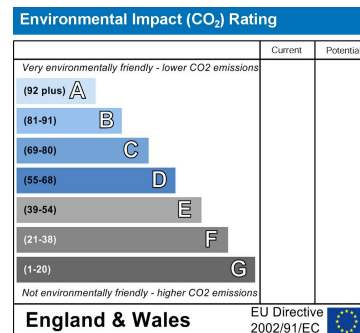 Environmental Impact (CO₂) Rating
Current Potential
Very environmentally friendly - lower CO2 emissions
(92 plus) A
(81-91) B
(69-80) C
(55-68) D
(39-54) E
(21-38) F
(1-20) G
Not environmentally friendly - higher CO2 emissions
England & Wales
EU Directive
2002/91/EC